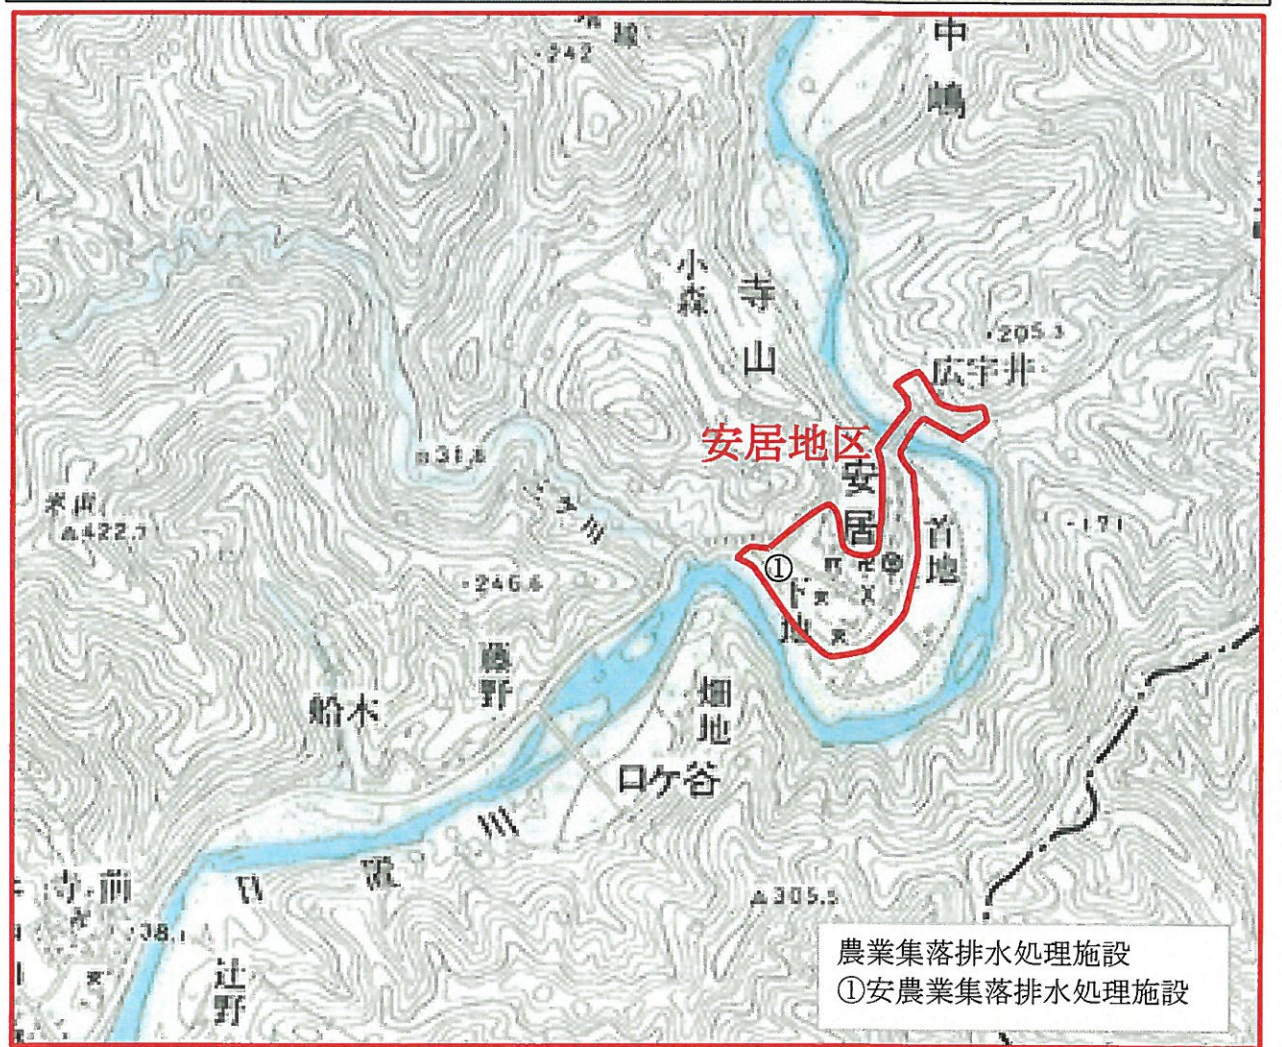 中嶋
242
小森
寺山
205.3
広宇井
安居地区
31.8
安居
首地
422.7
171
①
246.6
下地
藤野
畑地
船木
口ケ谷
川
寺前
305.5
38.1
辻野
農業集落排水処理施設
①安農業集落排水処理施設